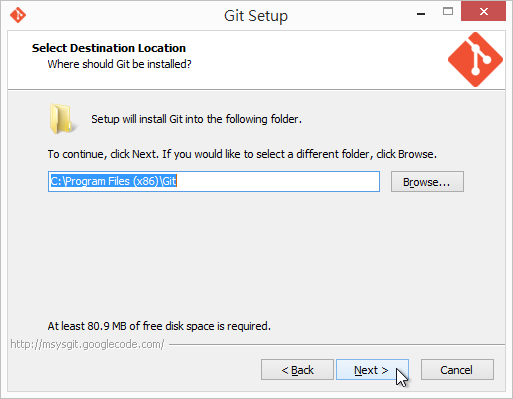 Git Setup
Select Destination Location
Where should Git be installed?
Setup will install Git into the following folder.
To continue, click Next. If you would like to select a different folder, click Browse.
C:\Program Files (x86)\Git
Browse...
At least 80.9 MB of free disk space is required.
http://msysgit.googlecode.com/
< Back
Next >
Cancel